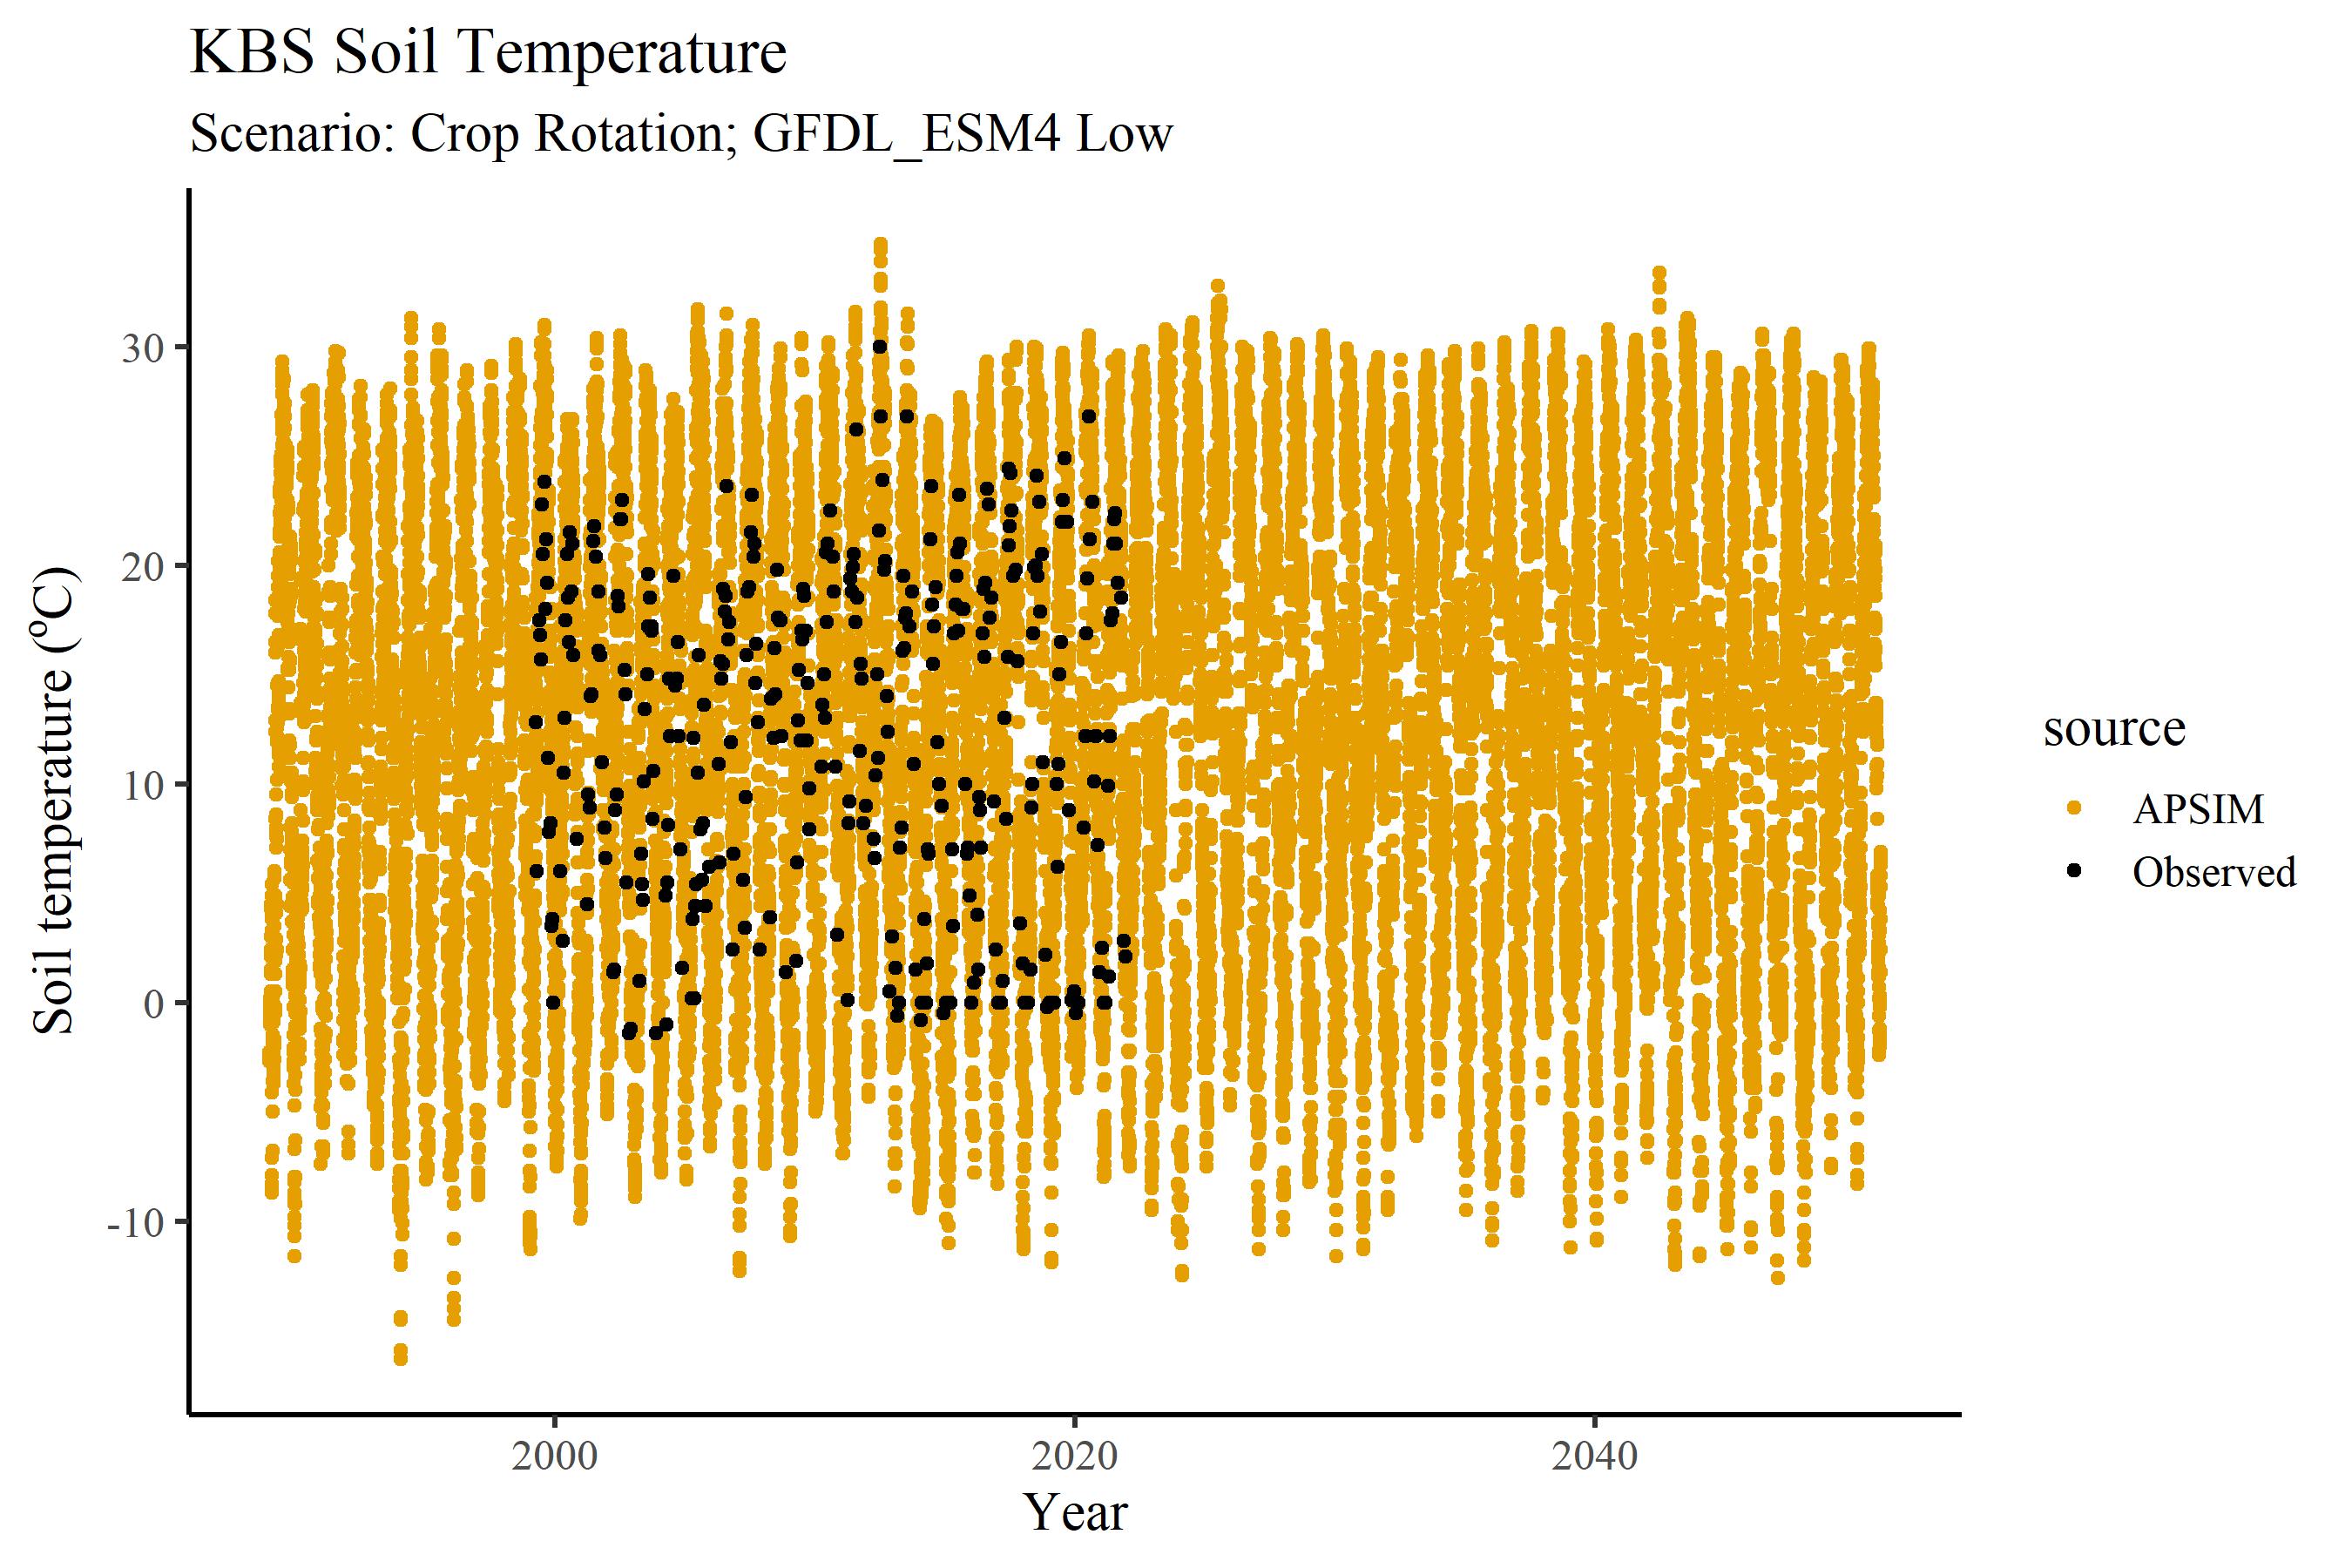 KBS Soil Temperature
Scenario: Crop Rotation; GFDL_ESM4 Low
Soil temperature (ºC)
30
20
10
0
-10
2000
2020
2040
Year
source
APSIM
Observed